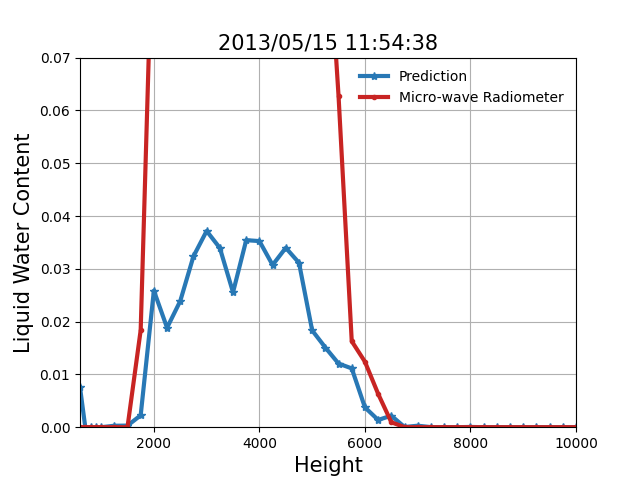 2013/05/15 11:54:38
0.07
0.06
0.05
0.04
0.03
0.02
0.01
0.00
Liquid Water Content
Prediction
Micro-wave Radiometer
2000 4000 6000 8000 10000
Height